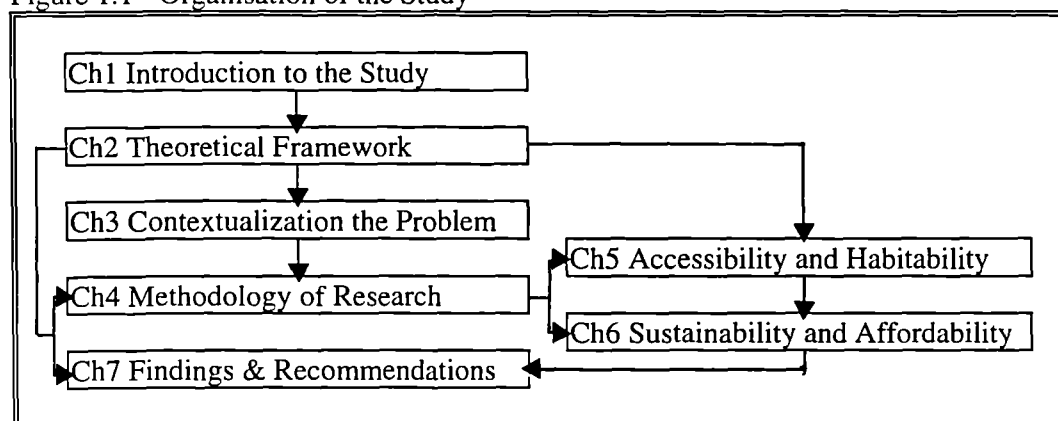 Figure 1.1 Organisation of the Study
Ch1 Introduction to the Study
Ch2 Theoretical Framework
Ch3 Contextualization the Problem
Ch4 Methodology of Research
Ch5 Accessibility and Habitability
Ch6 Sustainability and Affordability
Ch7 Findings & Recommendations